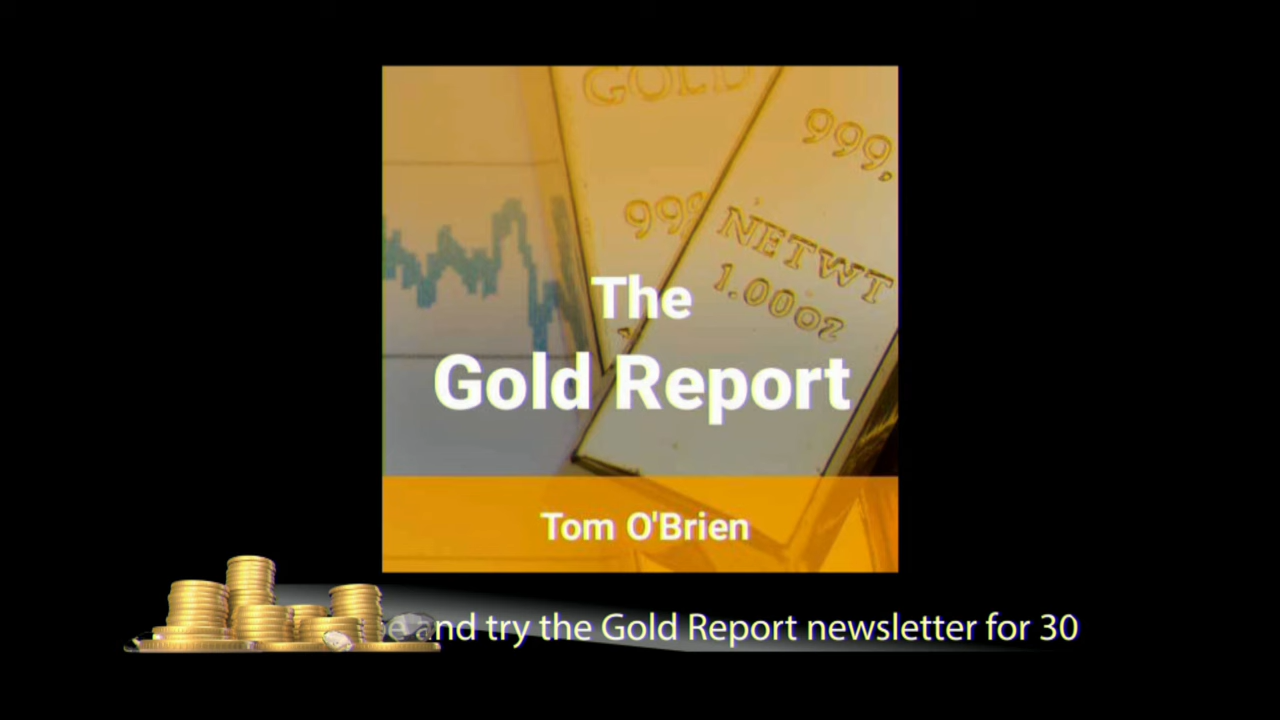 GOLD
999.
999
NETWT
1.00oz
The
Gold Report
Tom O'Brien
and try the Gold Report newsletter for 30